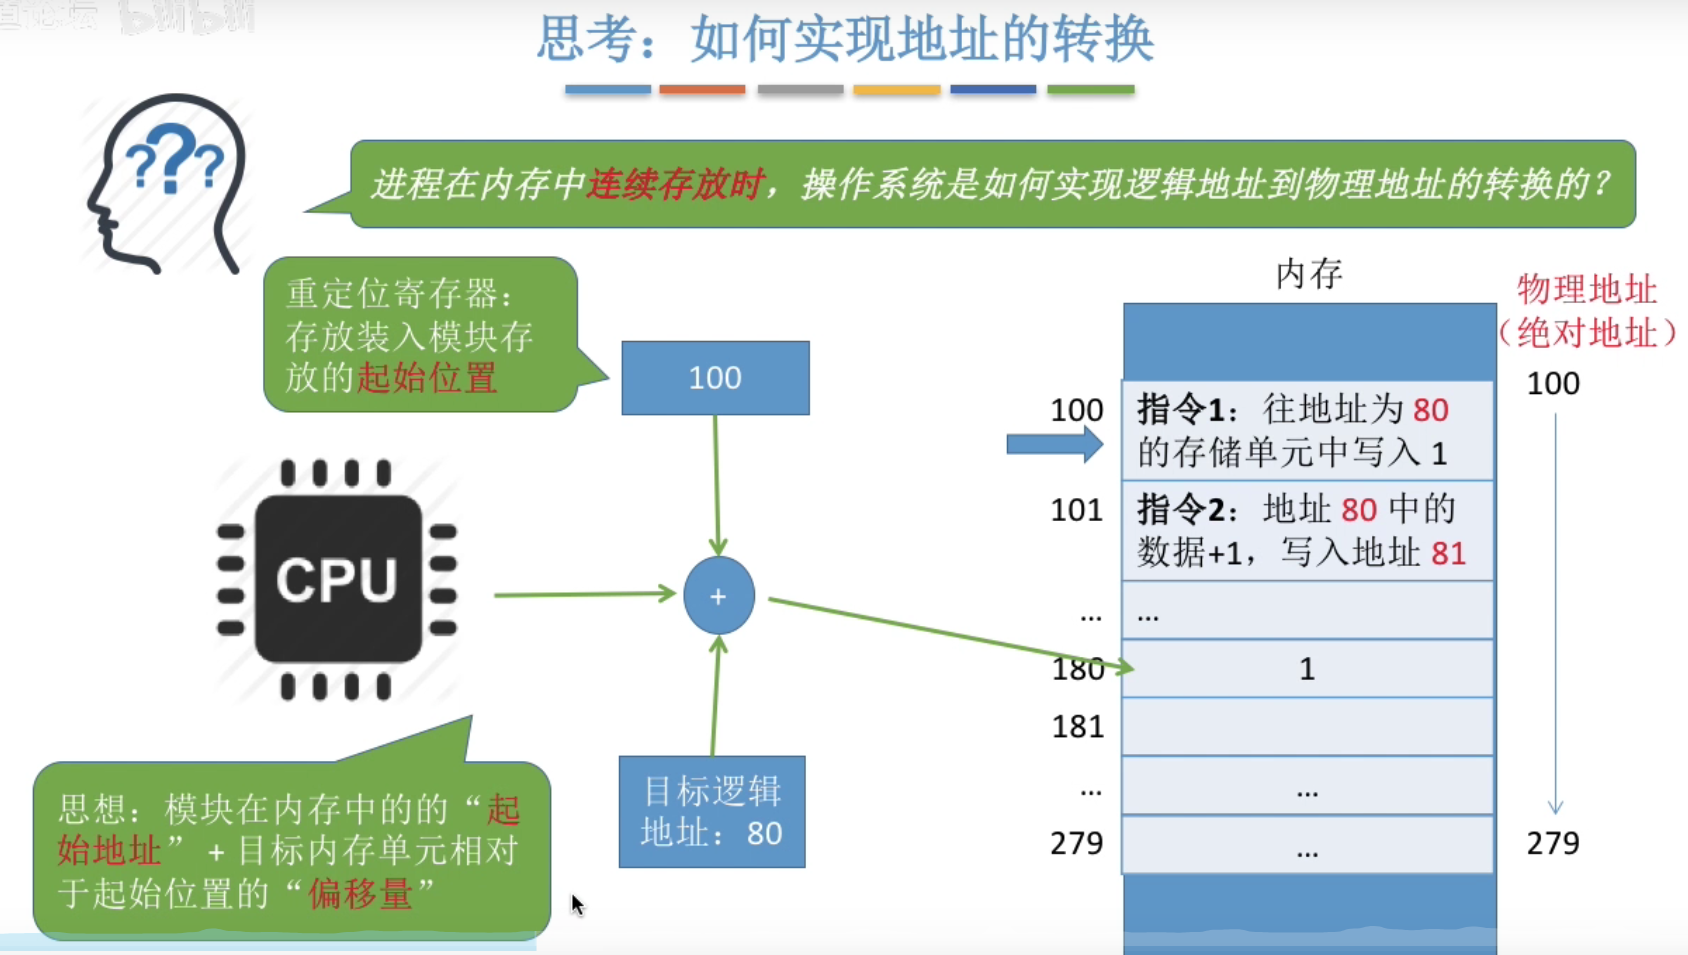 思考：如何实现地址的转换
???
进程在内存中连续存放时，操作系统是如何实现逻辑地址到物理地址的转换的？
重定位寄存器：
存放装入模块存
放的起始位置
100
CPU
+
目标逻辑
地址：80
思想：模块在内存中的的“起
始地址”+目标内存单元相对
于起始位置的“偏移量”
内存
物理地址
（绝对地址）
100
279
100
指令1：往地址为 80
的存储单元中写入 1
101
指令2：地址 80 中的
数据+1，写入地址 81
...
...
180
1
181
...
...
279
...